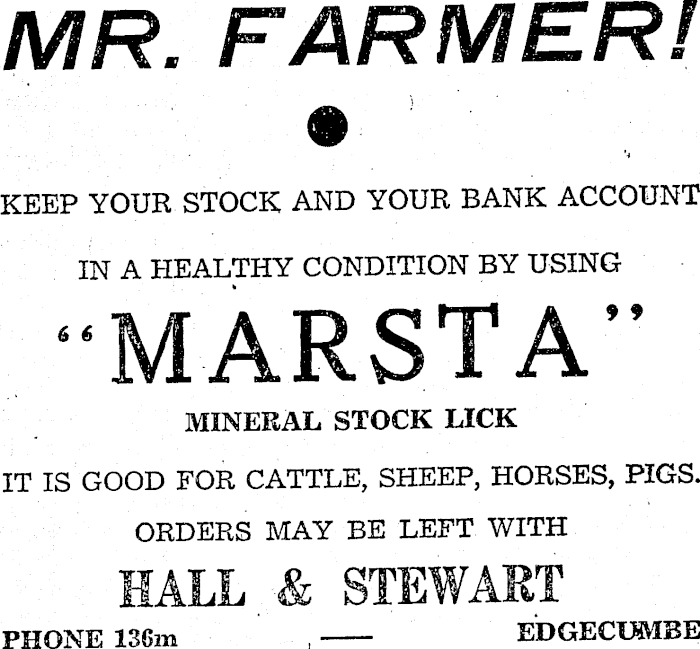 MR. FARMER!
KEEP YOUR STOCK AND YOUR BANK ACCOUNT
IN A HEALTHY CONDITION BY USING
“MARSTA”
MINERAL STOCK LICK
IT IS GOOD FOR CATTLE, SHEEP, HORSES, PIGS.
ORDERS MAY BE LEFT WITH
HALL & STEWART
PHONE 136m — EDGECUMBE